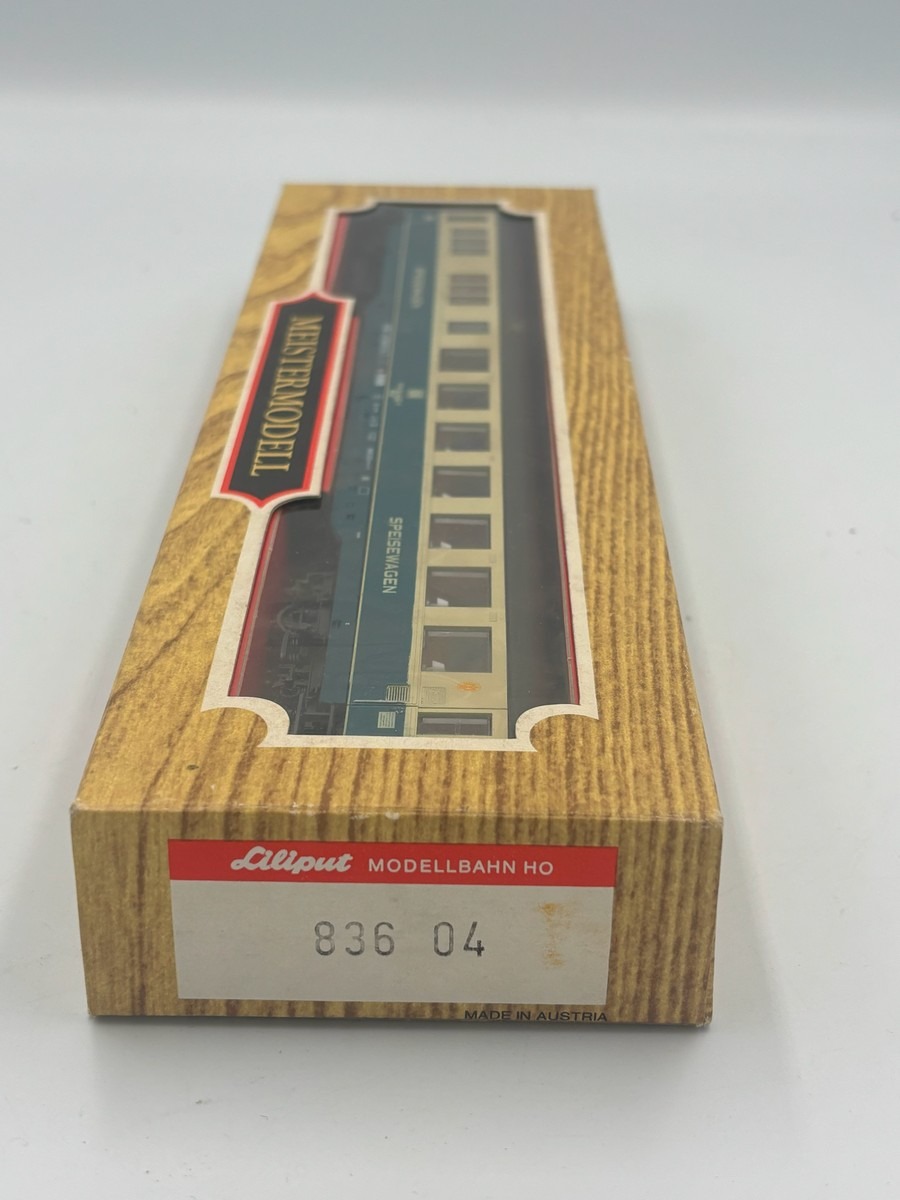 MEISTERMODELL
SPEISEWAGEN
Liliput MODELLBAHN HO
836 04
MADE IN AUSTRIA